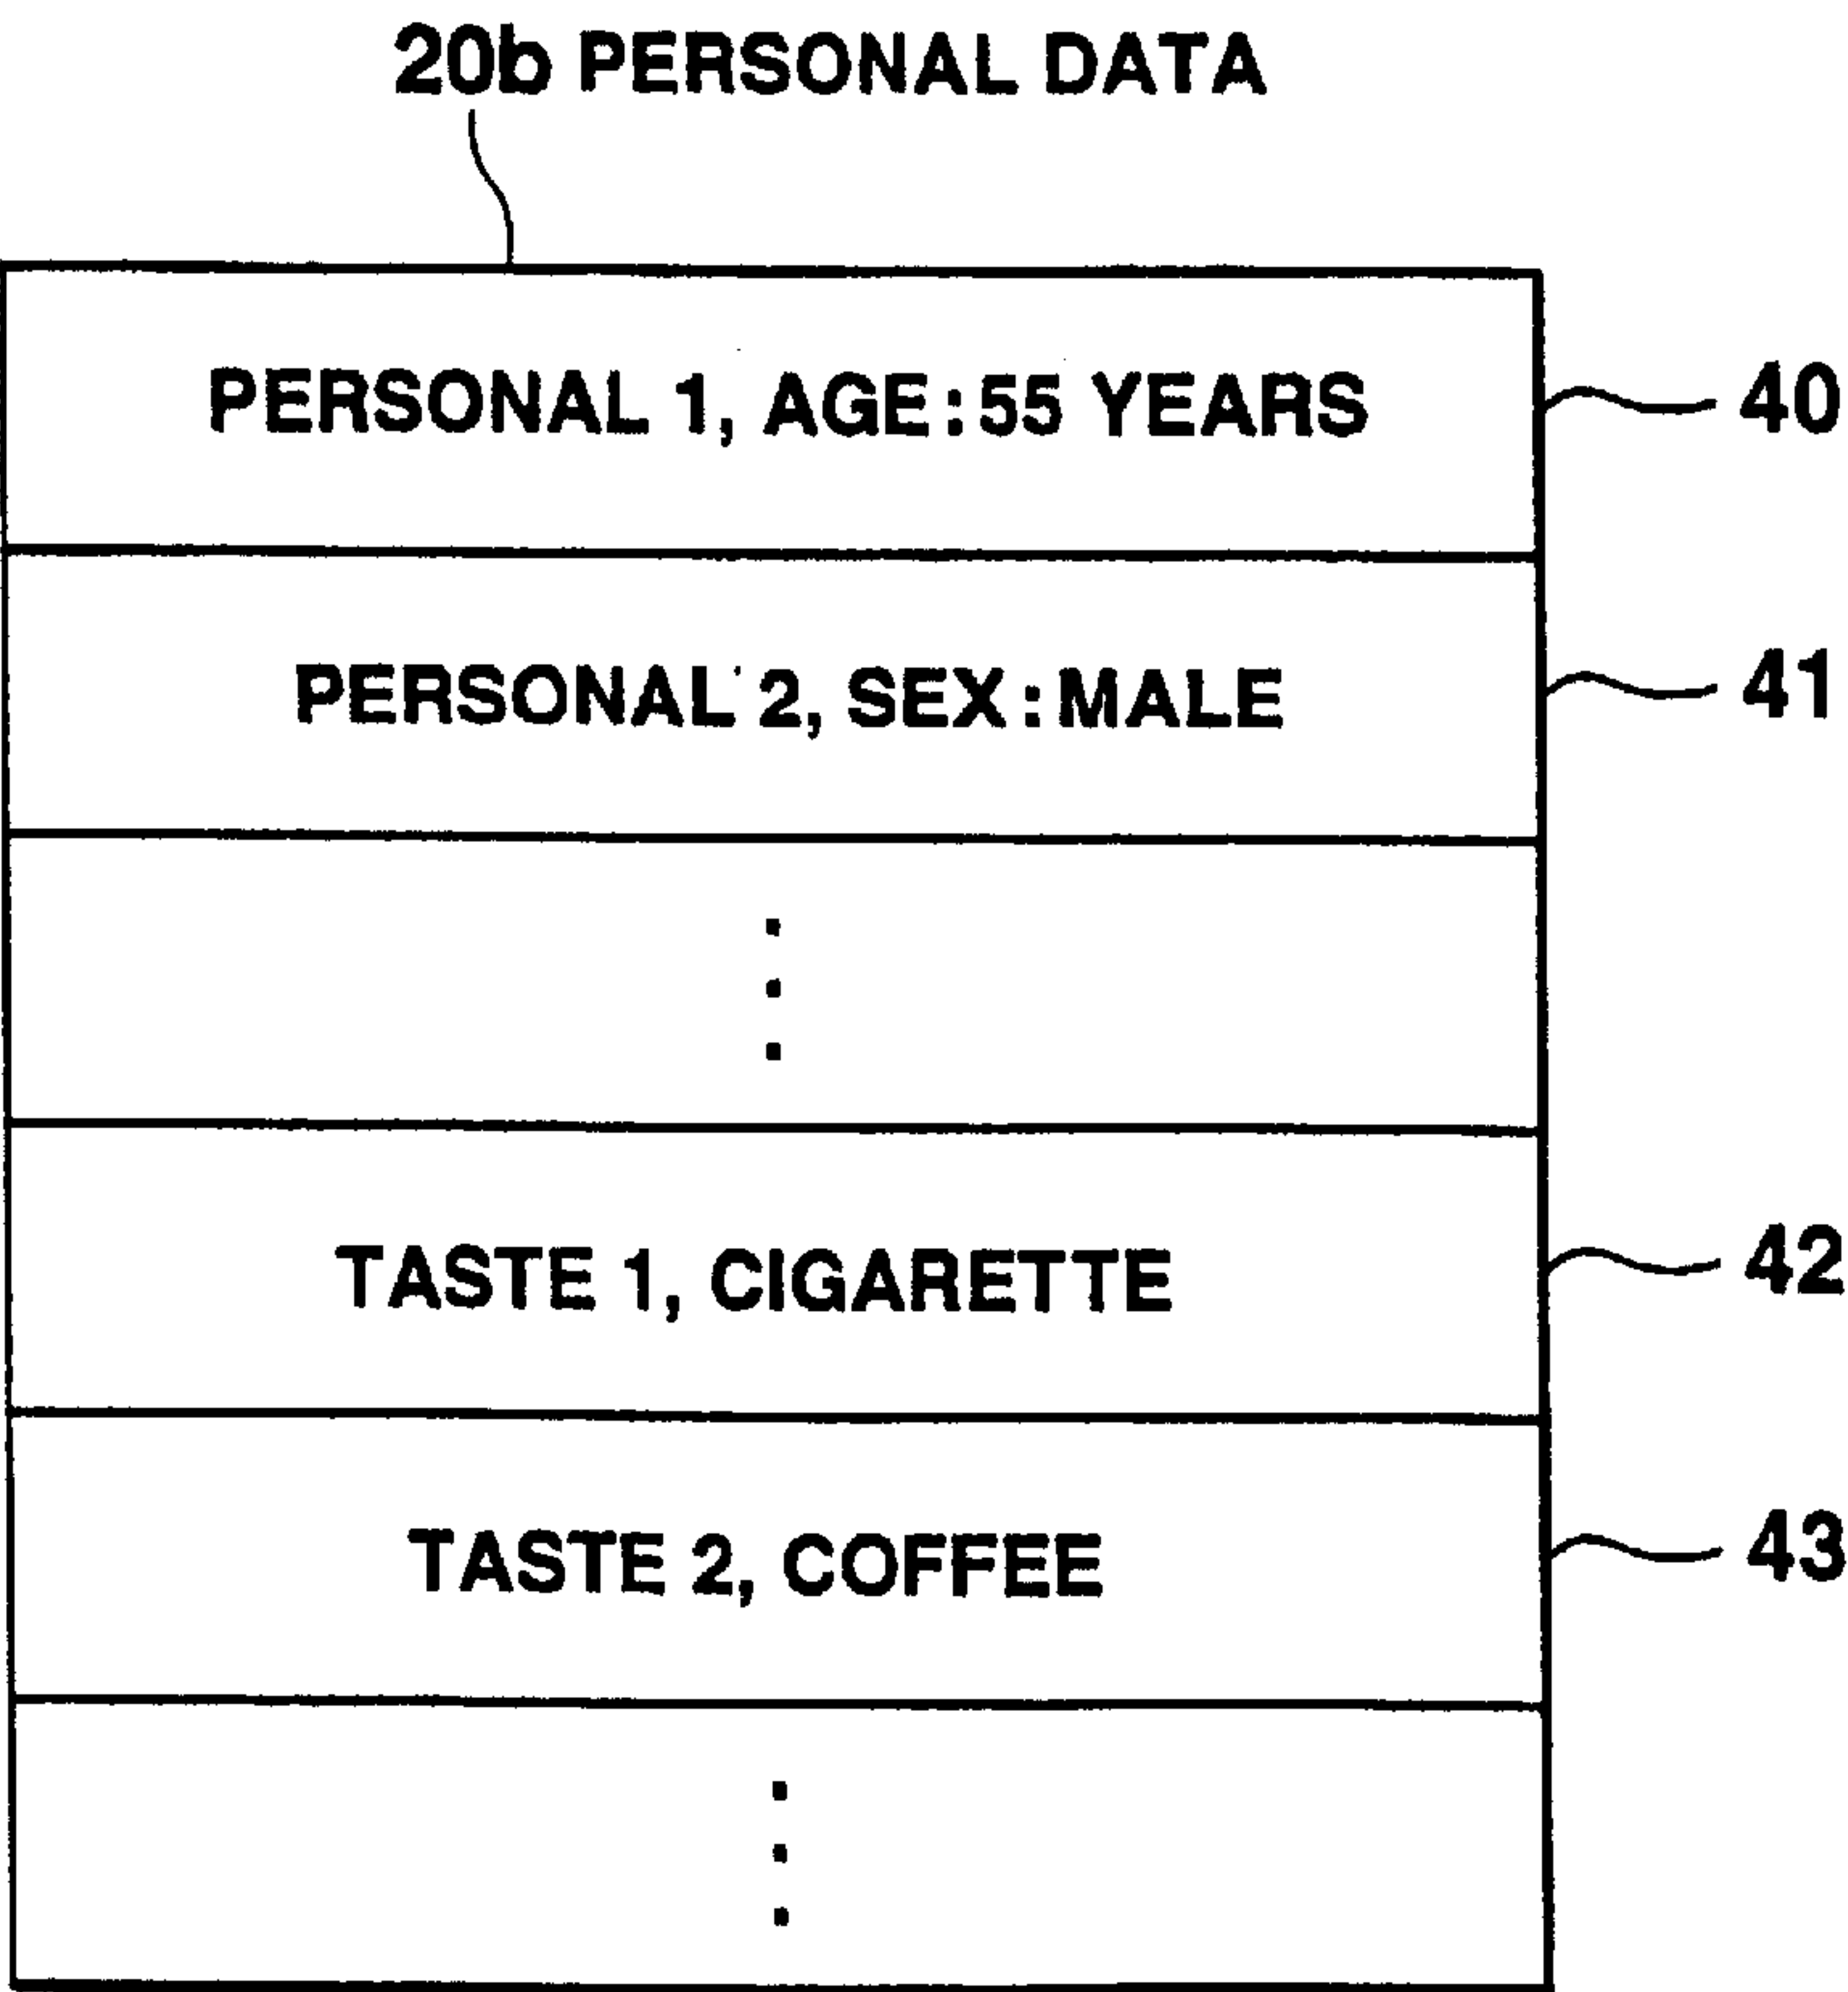 20b PERSONAL DATA
PERSONAL 1, AGE:55 YEARS
40
PERSONAL 2, SEX:MALE
41
TASTE 1, CIGARETTE
42
TASTE 2, COFFEE
43